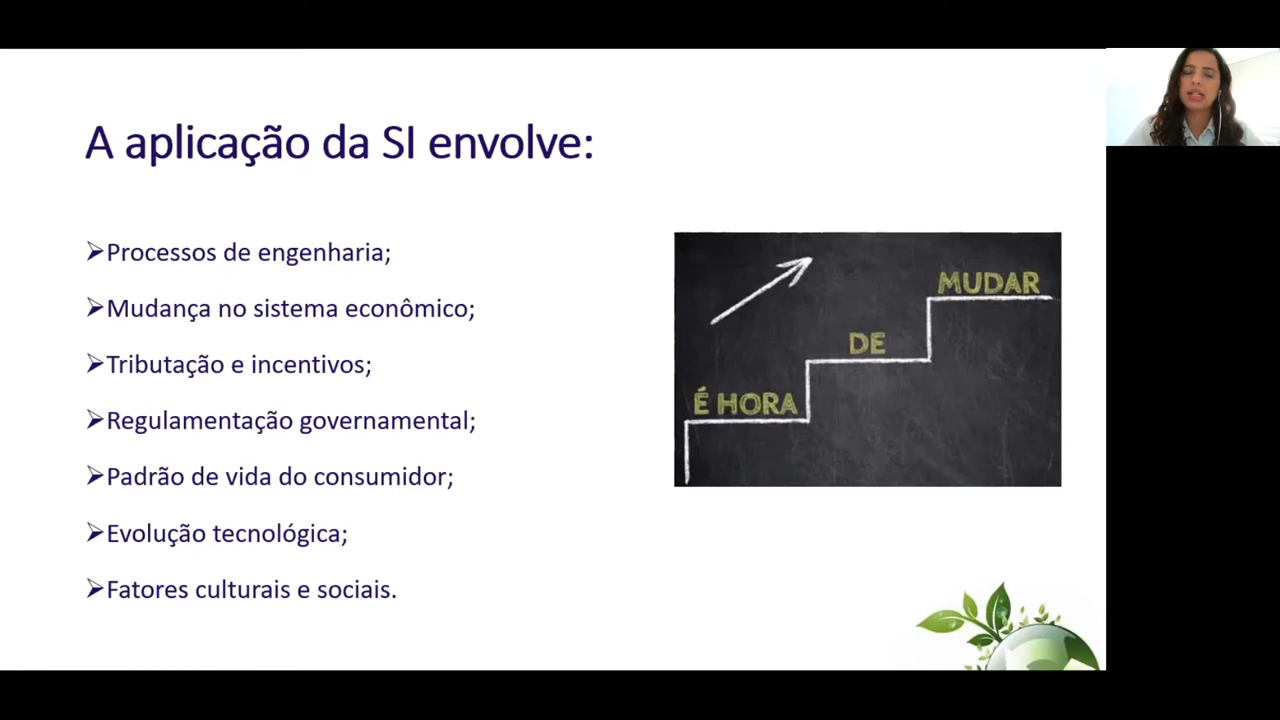 A aplicação da SI envolve:
➢Processos de engenharia;
➢Mudança no sistema econômico;
➢Tributação e incentivos;
➢Regulamentação governamental;
➢Padrão de vida do consumidor;
➢Evolução tecnológica;
➢Fatores culturais e sociais.
É HORA
DE
MUDAR